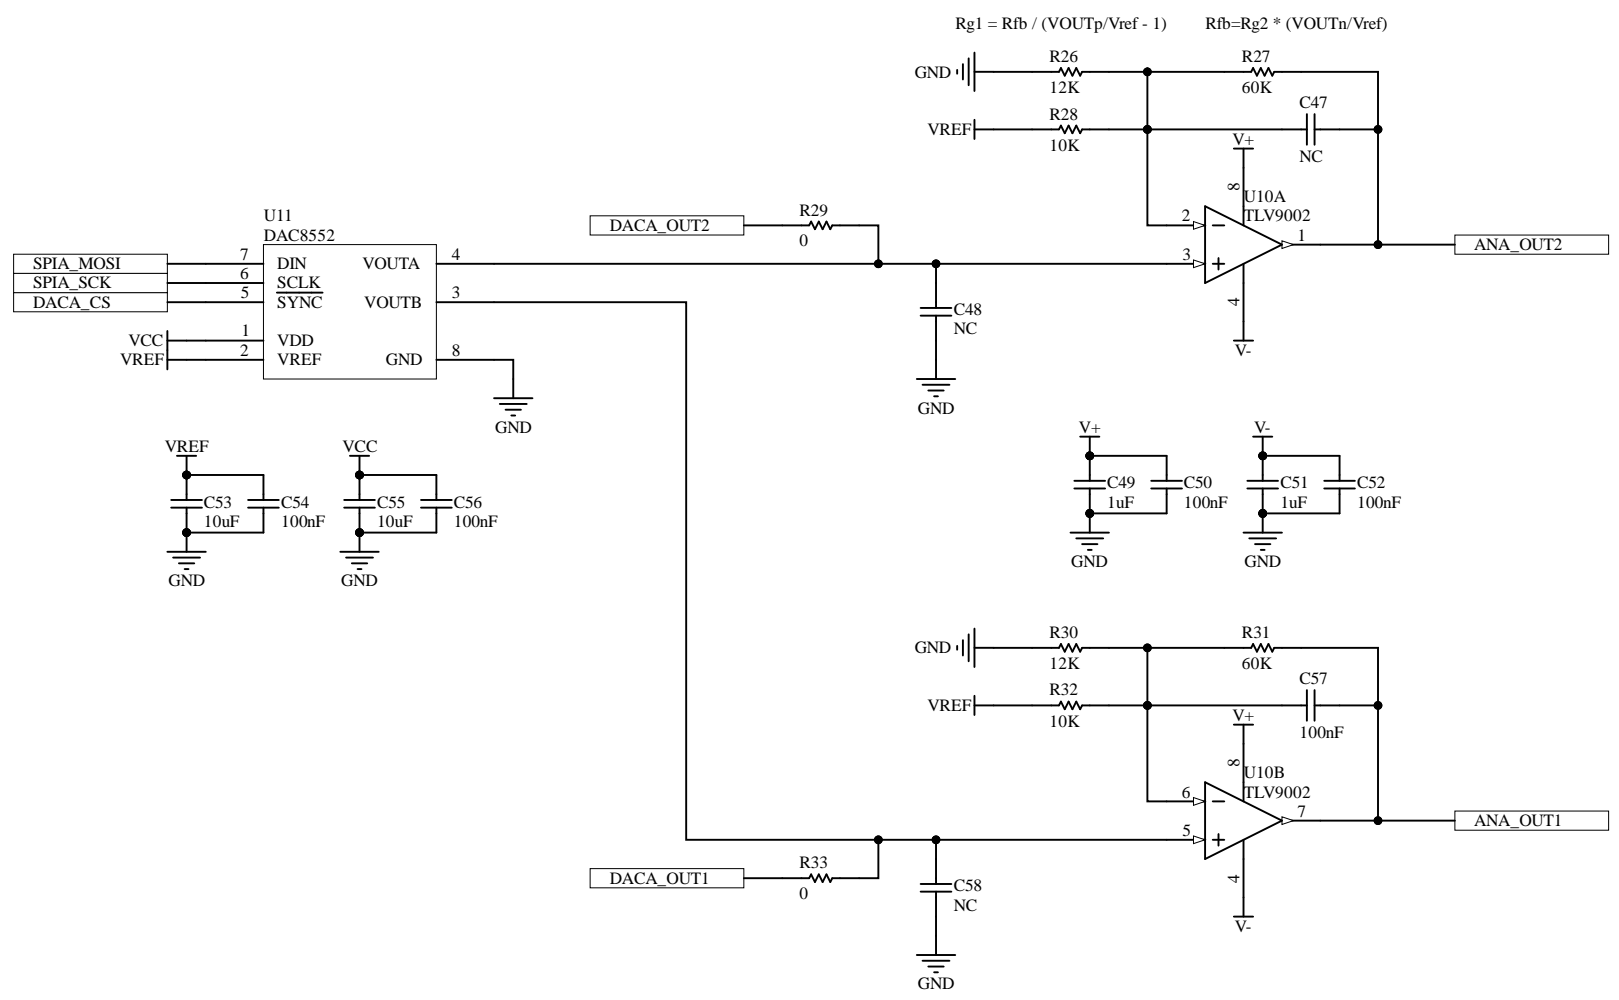 Rg1 = Rfb / (VOUTp/Vref - 1) Rfb=Rg2 * (VOUTn/Vref)
R26
R27
GND
12K
60K
C47
R28
VREF
10K
NC
V+
8
U10A
TLV9002
U11
DAC8552
R29
DACA_OUT2
0
2
3
1
ANA_OUT2
4
V-
SPIA_MOSI
7
DIN
VOUTA
4
SPIA_SCK
6
SCLK
DACA_CS
5
SYNC
VOUTB
3
VCC
1
VDD
VREF
2
VREF
GND
8
GND
C48
NC
GND
VREF
VCC
C53
10uF
C54
100nF
C55
10uF
C56
100nF
GND
GND
V+
V-
C49
1uF
C50
100nF
C51
1uF
C52
100nF
GND
GND
R30
R31
GND
12K
60K
C57
R32
VREF
10K
100nF
V+
8
U10B
TLV9002
6
5
7
ANA_OUT1
4
V-
R33
DACA_OUT1
0
C58
NC
GND